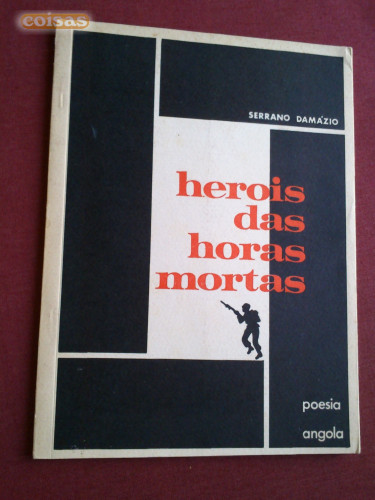 coisas
SERRANO DAMÁZIO
herois
das
horas
mortas
poesia
angola